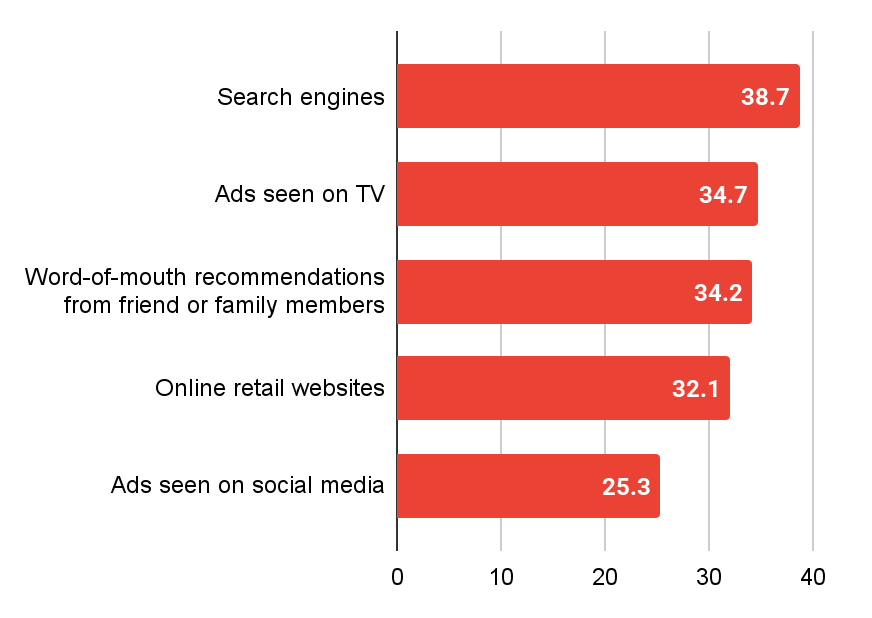 Search engines
38.7
Ads seen on TV
34.7
Word-of-mouth recommendations
from friend or family members
34.2
Online retail websites
32.1
Ads seen on social media
25.3
0 10 20 30 40